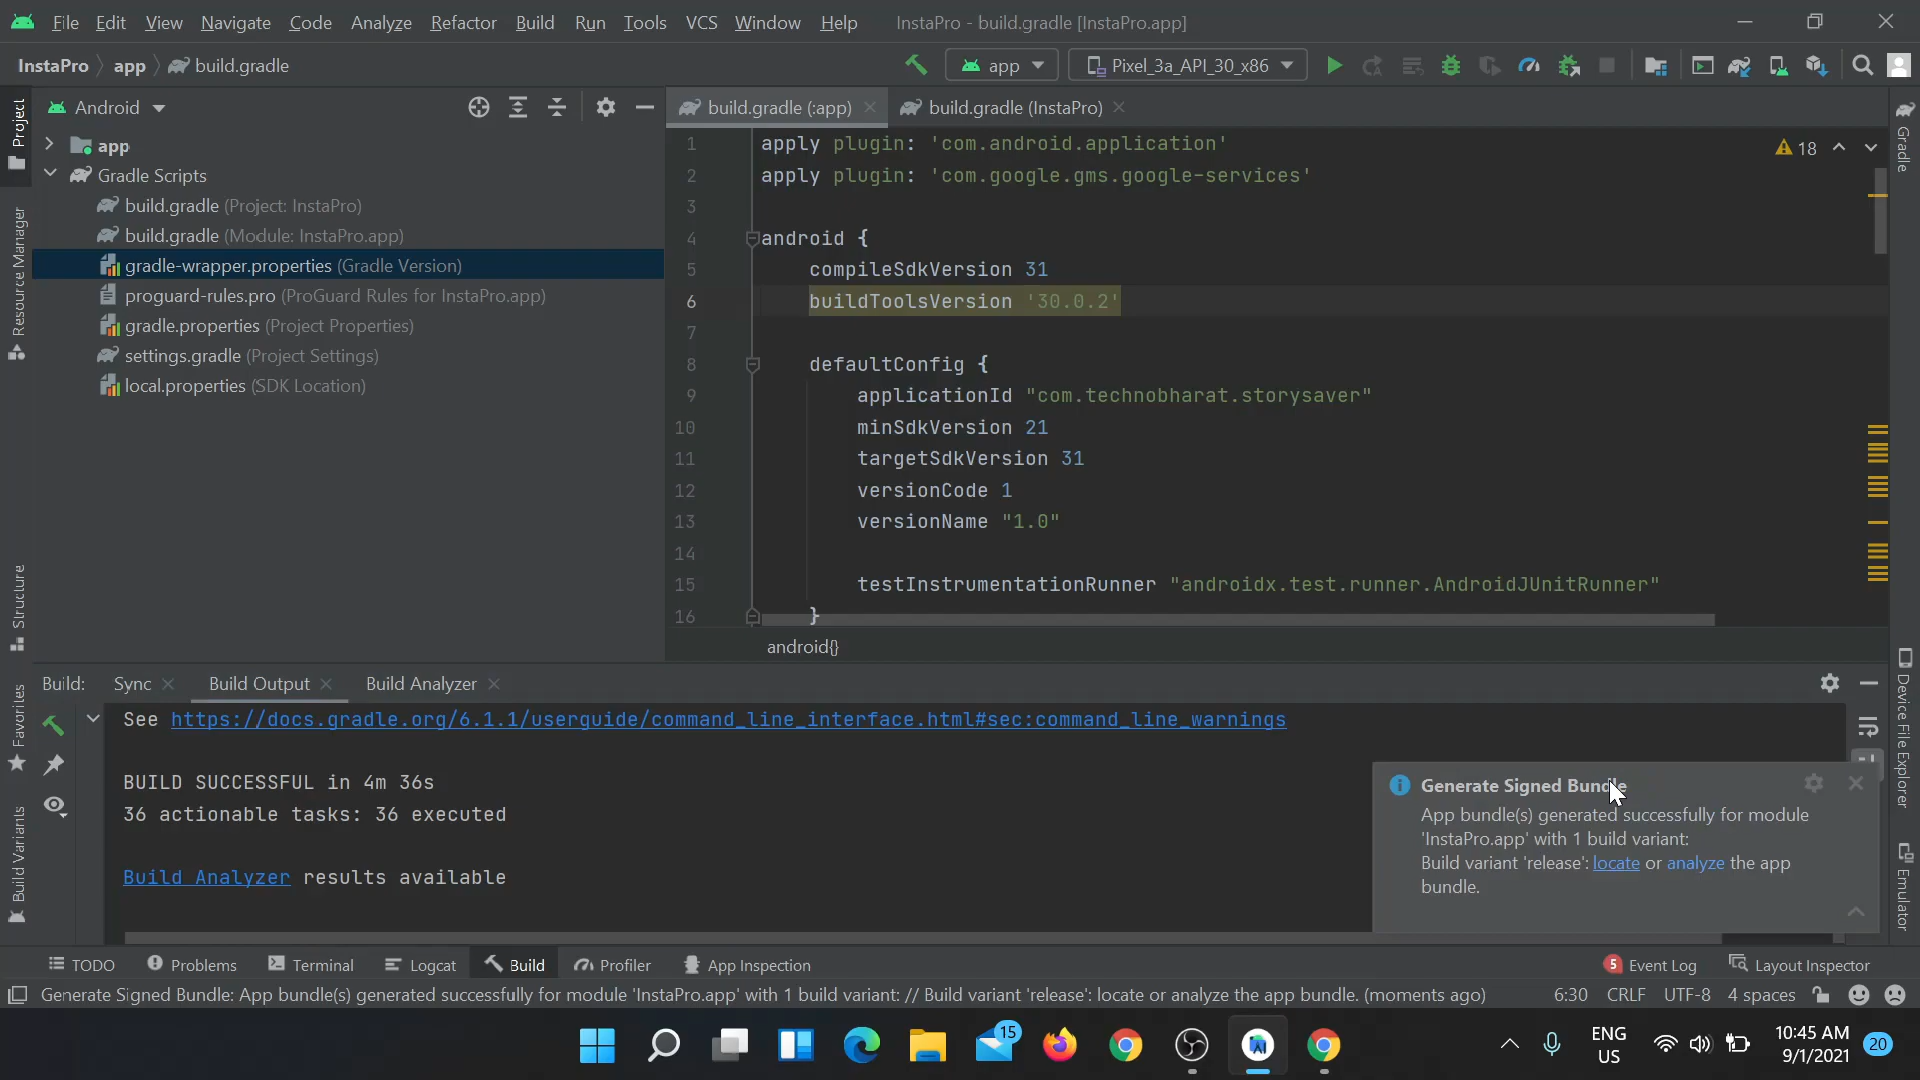 File Edit View Navigate Code Analyze Refactor Build Run Tools VCS Window Help InstaPro - build.gradle [InstaPro.app]
InstaPro app build.gradle app Pixel_3a_API_30_x86
Project Android build.gradle (:app) build.gradle (InstaPro) Gradle
app
Gradle Scripts
build.gradle (Project: InstaPro)
build.gradle (Module: InstaPro.app)
gradle-wrapper.properties (Gradle Version)
proguard-rules.pro (ProGuard Rules for InstaPro.app)
gradle.properties (Project Properties)
settings.gradle (Project Settings)
local.properties (SDK Location)
Resource Manager
Structure
Favorites
Build Variants
18
1 apply plugin: 'com.android.application'
2 apply plugin: 'com.google.gms.google-services'
3
4 android {
5 compileSdkVersion 31
6 buildToolsVersion '30.0.2'
7
8 defaultConfig {
9 applicationId "com.technobharat.storysaver"
10 minSdkVersion 21
11 targetSdkVersion 31
12 versionCode 1
13 versionName "1.0"
14
15 testInstrumentationRunner "androidx.test.runner.AndroidJUnitRunner"
16 }
android{}
Device File Explorer
Emulator
Build: Sync Build Output Build Analyzer
See https://docs.gradle.org/6.1.1/userguide/command_line_interface.html#sec:command_line_warnings
BUILD SUCCESSFUL in 4m 36s
36 actionable tasks: 36 executed
Build Analyzer results available
Generate Signed Bundle
App bundle(s) generated successfully for module
'InstaPro.app' with 1 build variant:
Build variant 'release': locate or analyze the app
bundle.
TODO Problems Terminal Logcat Build Profiler App Inspection 5 Event Log Layout Inspector
Generate Signed Bundle: App bundle(s) generated successfully for module 'InstaPro.app' with 1 build variant: // Build variant 'release': locate or analyze the app bundle. (moments ago) 6:30 CRLF UTF-8 4 spaces
15
ENG
US
10:45 AM
9/1/2021
20